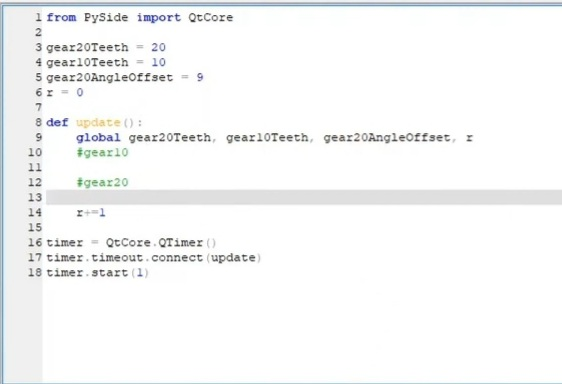 1 from PySide import QtCore
2
3 gear20Teeth = 20
4 gear10Teeth = 10
5 gear20AngleOffset = 9
6 r = 0
7
8 def update():
9     global gear20Teeth, gear10Teeth, gear20AngleOffset, r
10     #gear10
11
12     #gear20
13
14     r+=1
15
16 timer = QtCore.QTimer()
17 timer.timeout.connect(update)
18 timer.start(1)